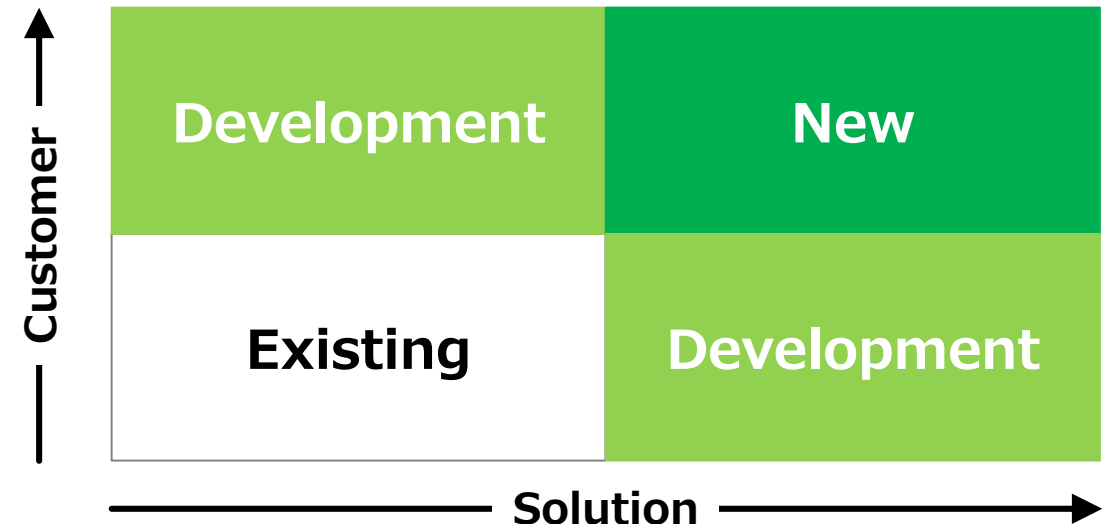 Development
New
Customer
Existing
Development
Solution